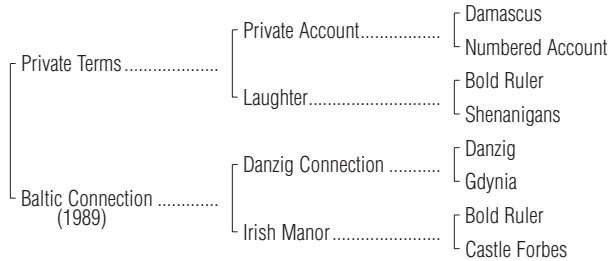 Damascus
Private Account..................
Numbered Account
Private Terms ....................
Bold Ruler
Laughter.............................
Shenanigans
Danzig
Danzig Connection ............
Gdynia
Baltic Connection .............
(1989)
Bold Ruler
Irish Manor........................
Castle Forbes